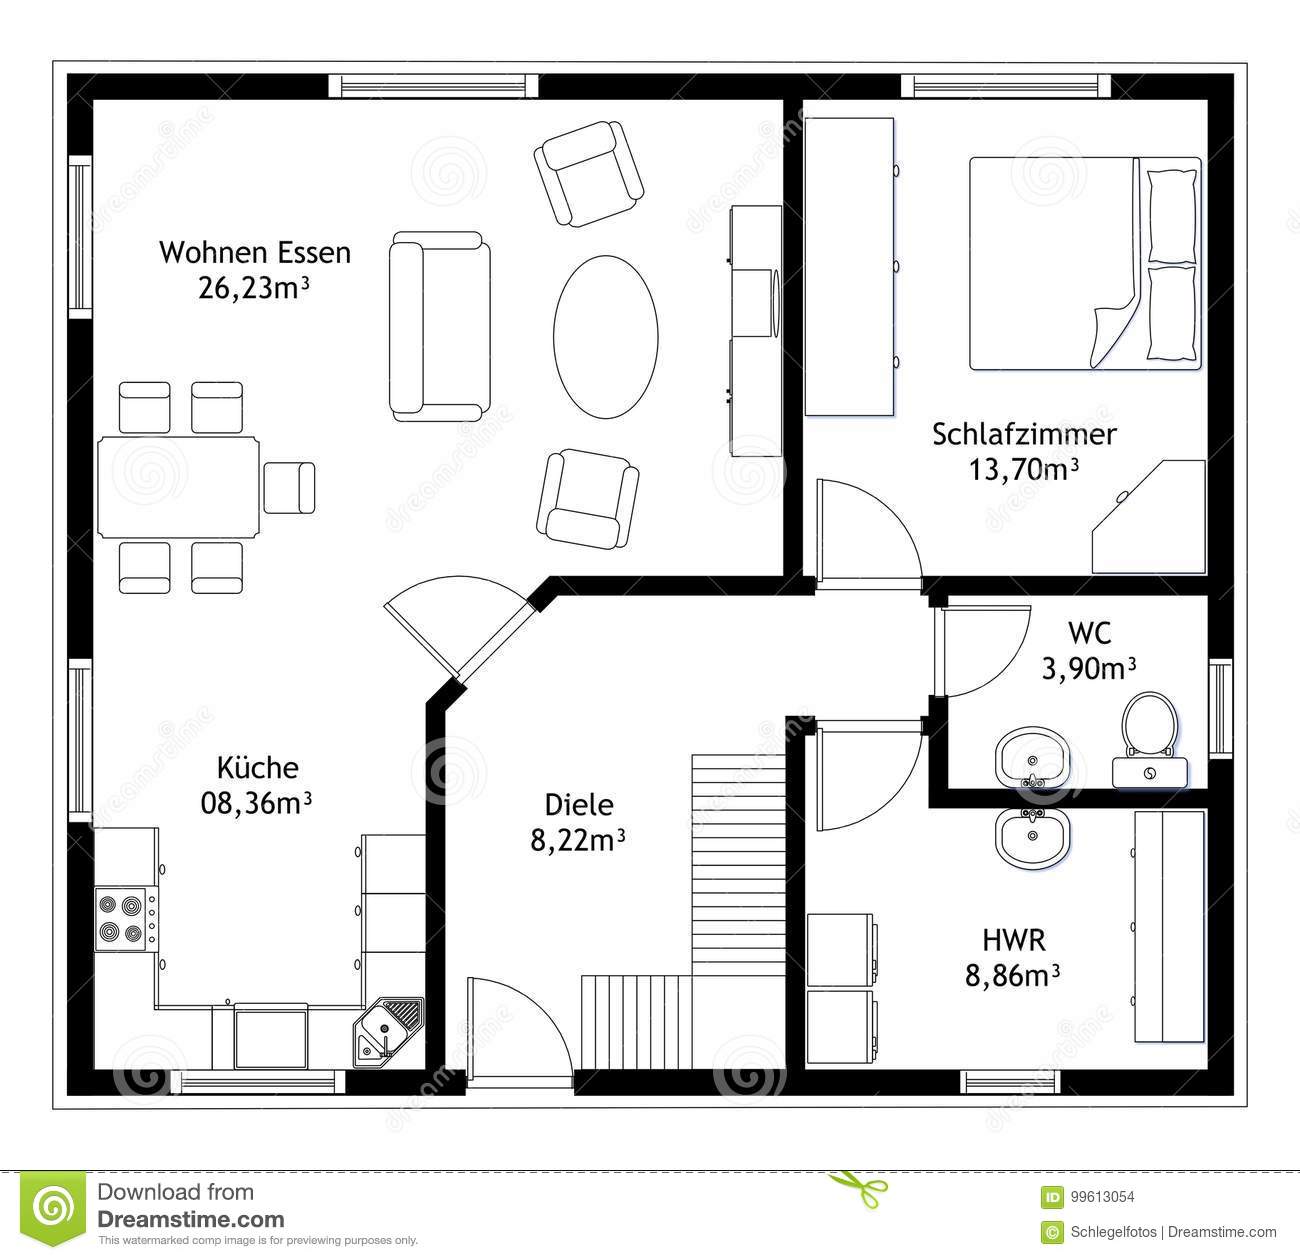 Wohnen Essen
26,23m³
Schlafzimmer
13,70m³
WC
3,90m³
Küche
08,36m³
Diele
8,22m³
HWR
8,86m³
Download from
Dreamstime.com
This watermarked comp image is for previewing purposes only.
ID 99613054
© Schlegelfotos | Dreamstime.com
dreamstime